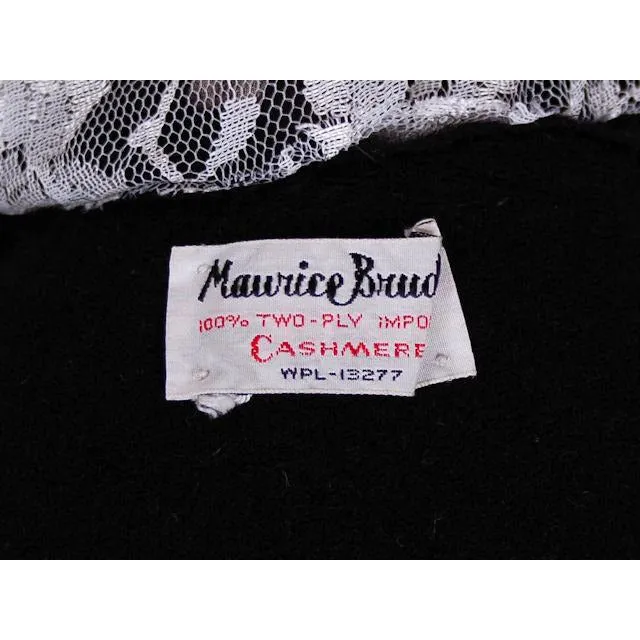 Maurice Brud
100% TWO-PLY IMPO
CASHMERE
WPL-13277